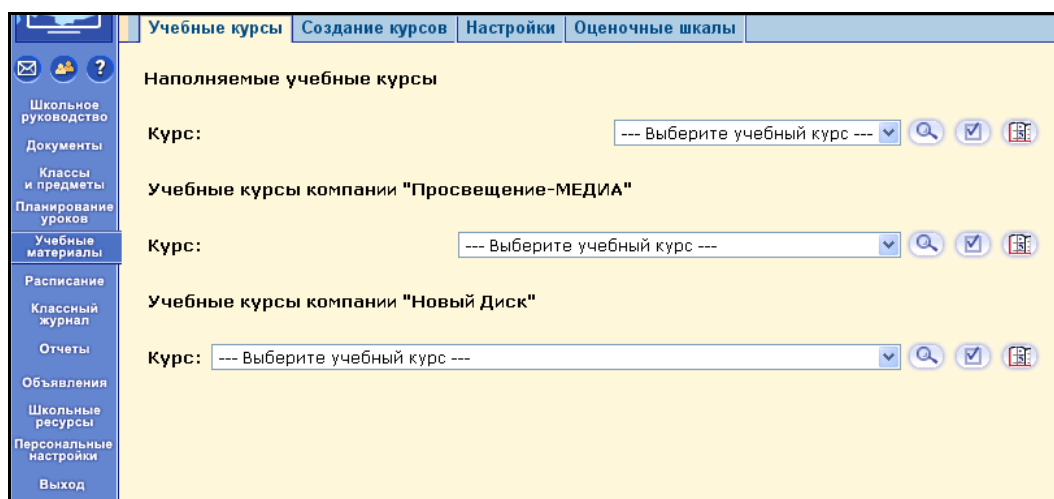 Учебные курсы Создание курсов Настройки Оценочные шкалы
?
Школьное
руководство
Документы
Классы
и предметы
Планирование
уроков
Учебные
материалы
Расписание
Классный
журнал
Отчеты
Объявления
Школьные
ресурсы
Персональные
настройки
Выход
Наполняемые учебные курсы
Курс: --- Выберите учебный курс ---
Учебные курсы компании "Просвещение-МЕДИА"
Курс: --- Выберите учебный курс ---
Учебные курсы компании "Новый Диск"
Курс: --- Выберите учебный курс ---